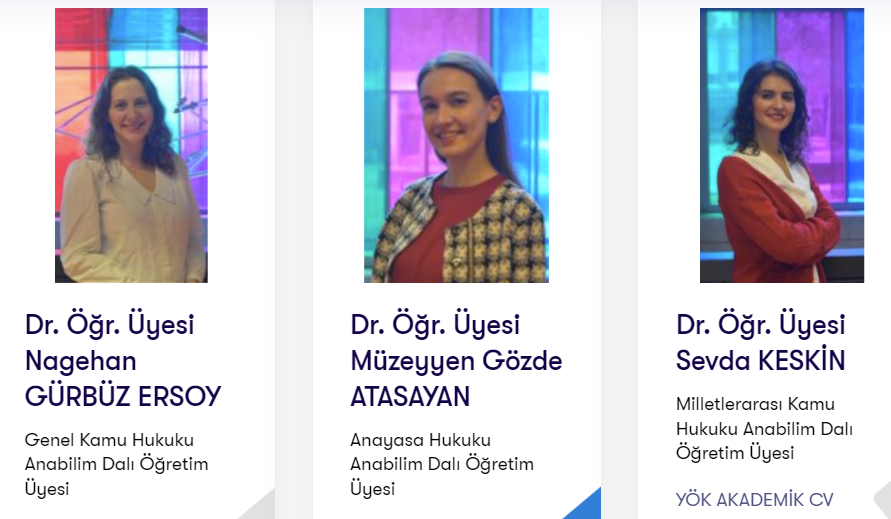 Dr. Öğr. Üyesi
Nagehan
GÜRBÜZ ERSOY
Genel Kamu Hukuku
Anabilim Dalı Öğretim
Üyesi
Dr. Öğr. Üyesi
Müzeyyen Gözde
ATASAYAN
Anayasa Hukuku
Anabilim Dalı Öğretim
Üyesi
Dr. Öğr. Üyesi
Sevda KESKİN
Milletlerarası Kamu
Hukuku Anabilim Dalı
Öğretim Üyesi
YÖK AKADEMİK CV